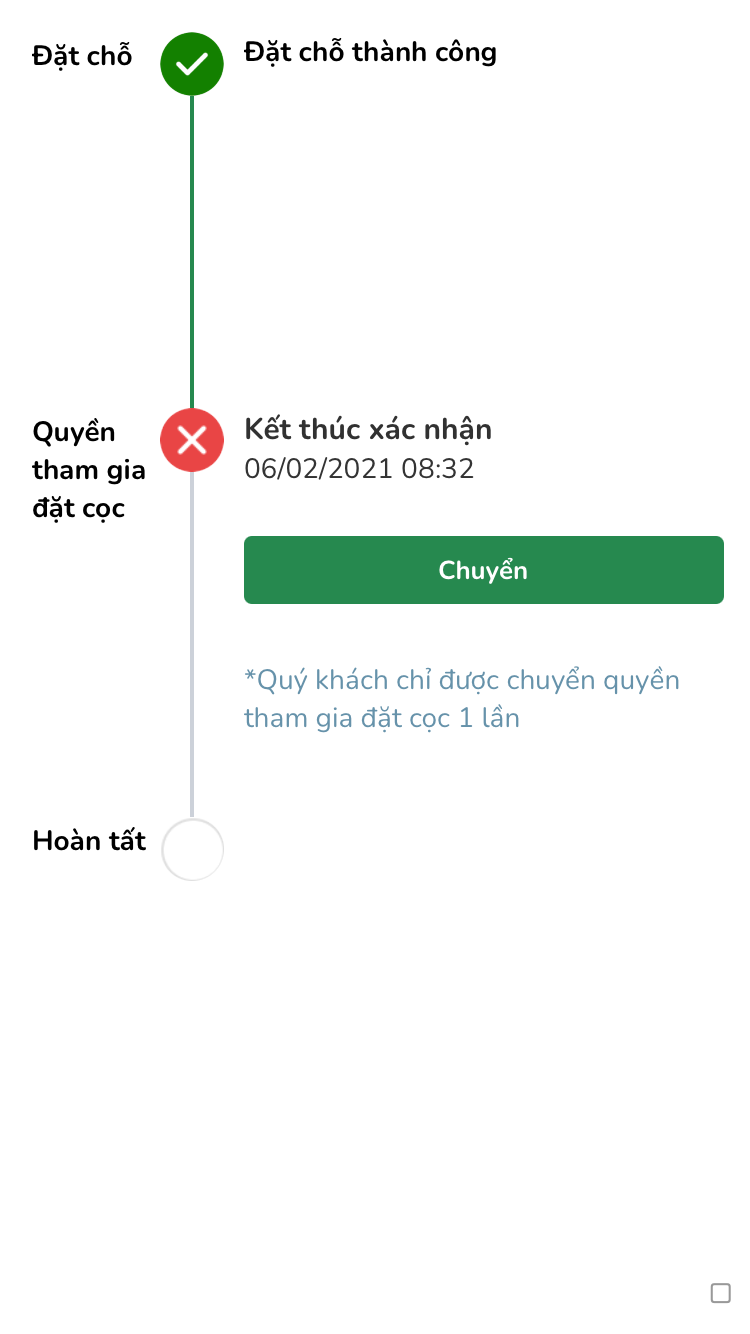 Đặt chỗ
Đặt chỗ thành công
Quyền
tham gia
đặt cọc
Kết thúc xác nhận
06/02/2021 08:32
Chuyển
*Quý khách chỉ được chuyển quyền
tham gia đặt cọc 1 lần
Hoàn tất